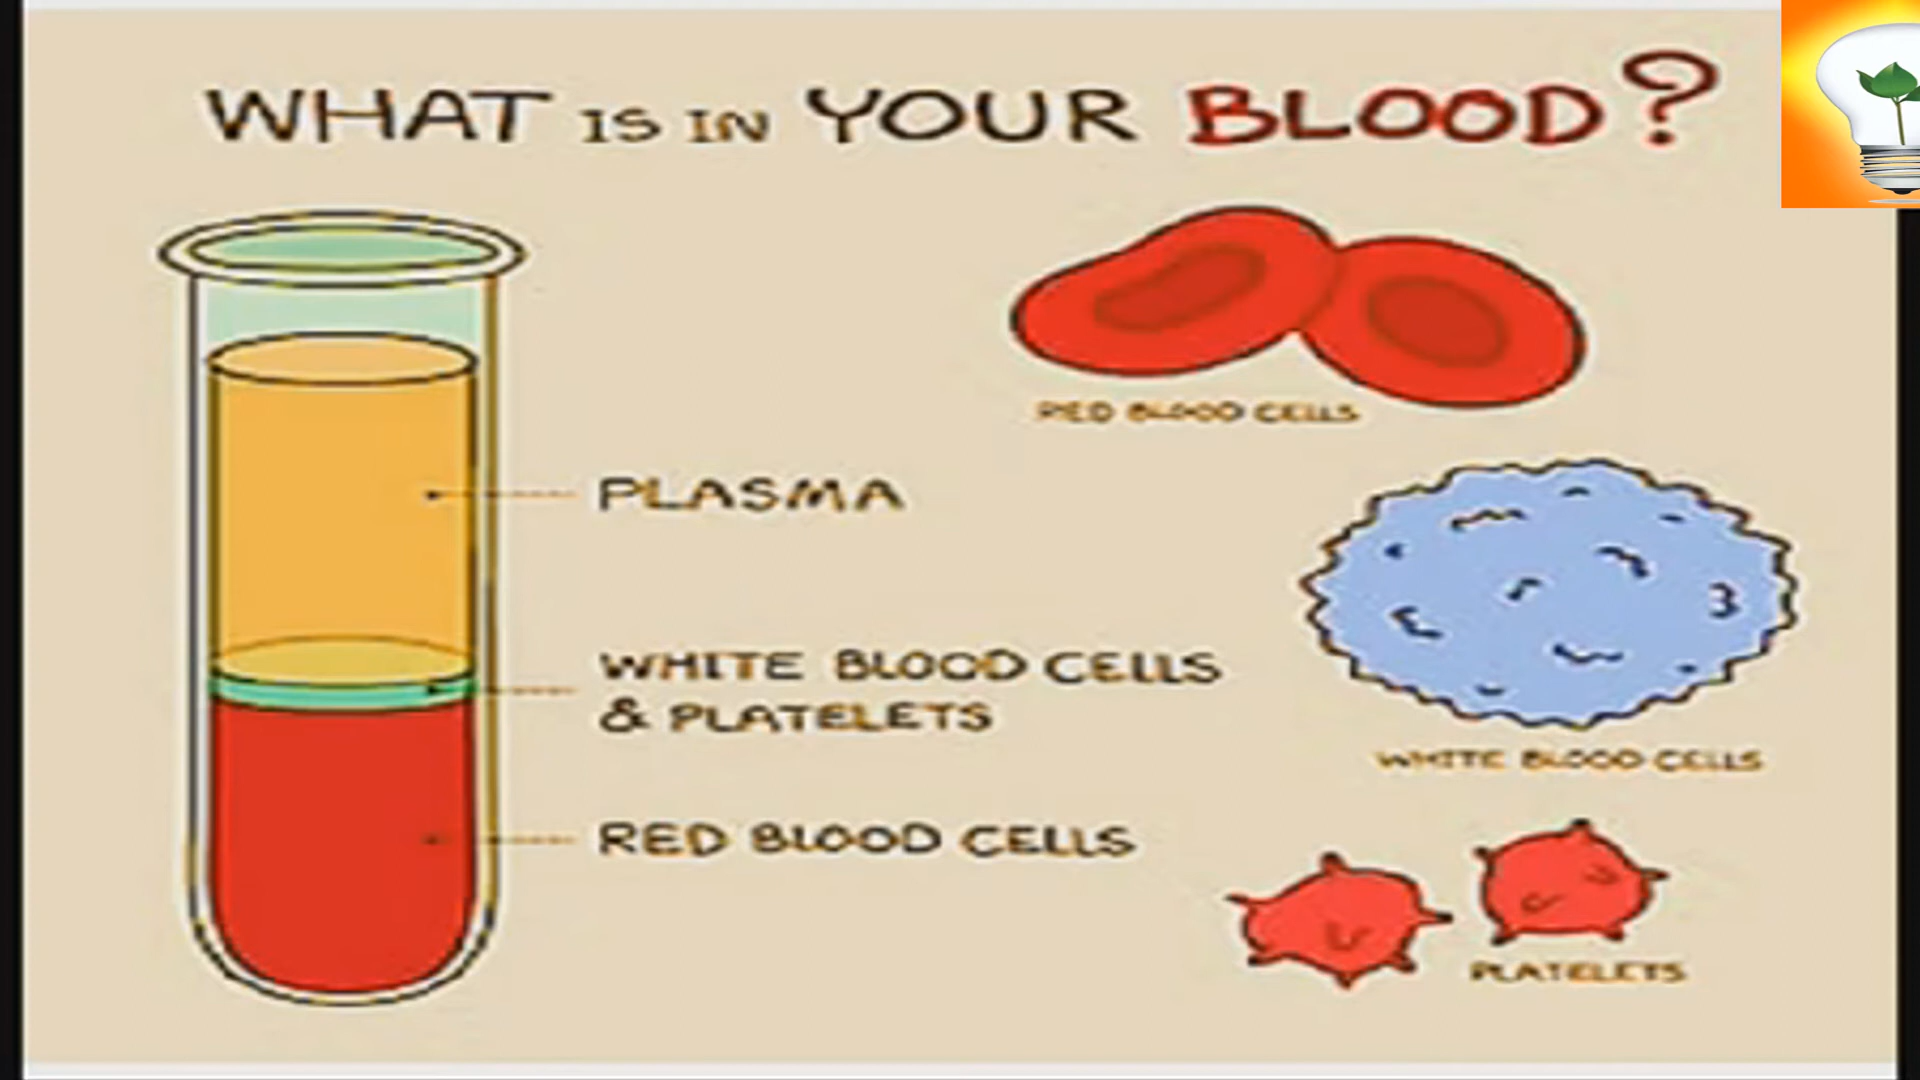 WHAT IS IN YOUR BLOOD?
RED BLOOD CELLS
PLASMA
WHITE BLOOD CELLS
& PLATELETS
WHITE BLOOD CELLS
RED BLOOD CELLS
PLATELETS